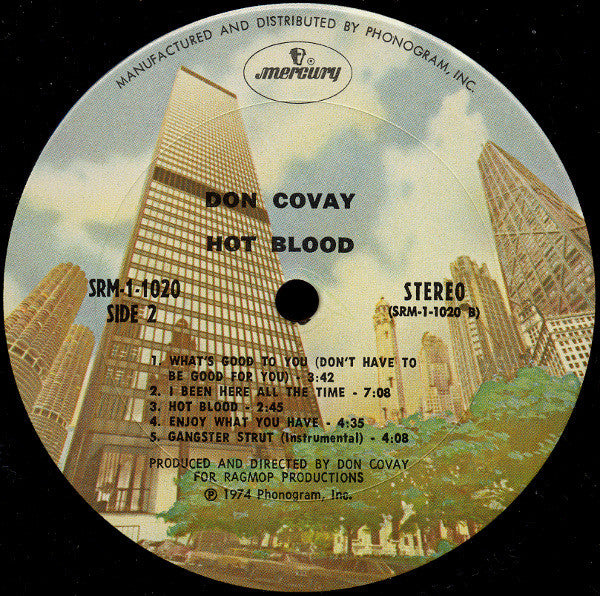 MANUFACTURED AND DISTRIBUTED BY PHONOGRAM, INC.
mercury ®
DON COVAY
HOT BLOOD
SRM-1-1020
SIDE 2
STEREO
(SRM-1-1020 B)
1. WHAT'S GOOD TO YOU (DON'T HAVE TO
BE GOOD FOR YOU) - 3:42
2. I BEEN HERE ALL THE TIME - 7:08
3. HOT BLOOD - 2:45
4. ENJOY WHAT YOU HAVE - 4:35
5. GANGSTER STRUT (Instrumental) - 4:08
PRODUCED AND DIRECTED BY DON COVAY
FOR RAGMOP PRODUCTIONS
℗ 1974 Phonogram, Inc.